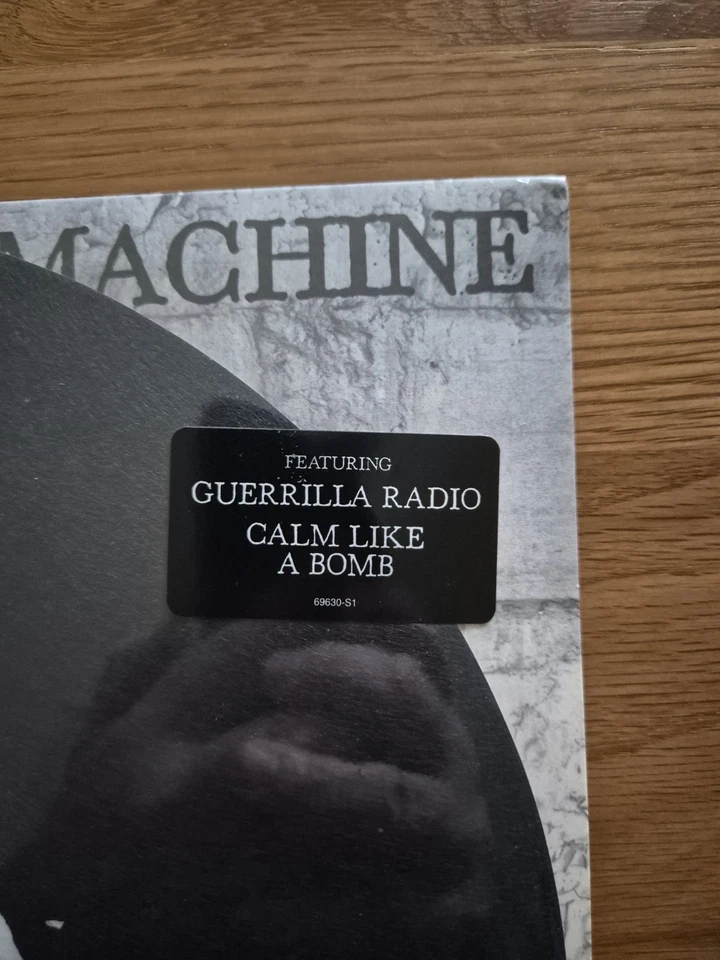 MACHINE
FEATURING
GUERRILLA RADIO
CALM LIKE
A BOMB
69630-S1